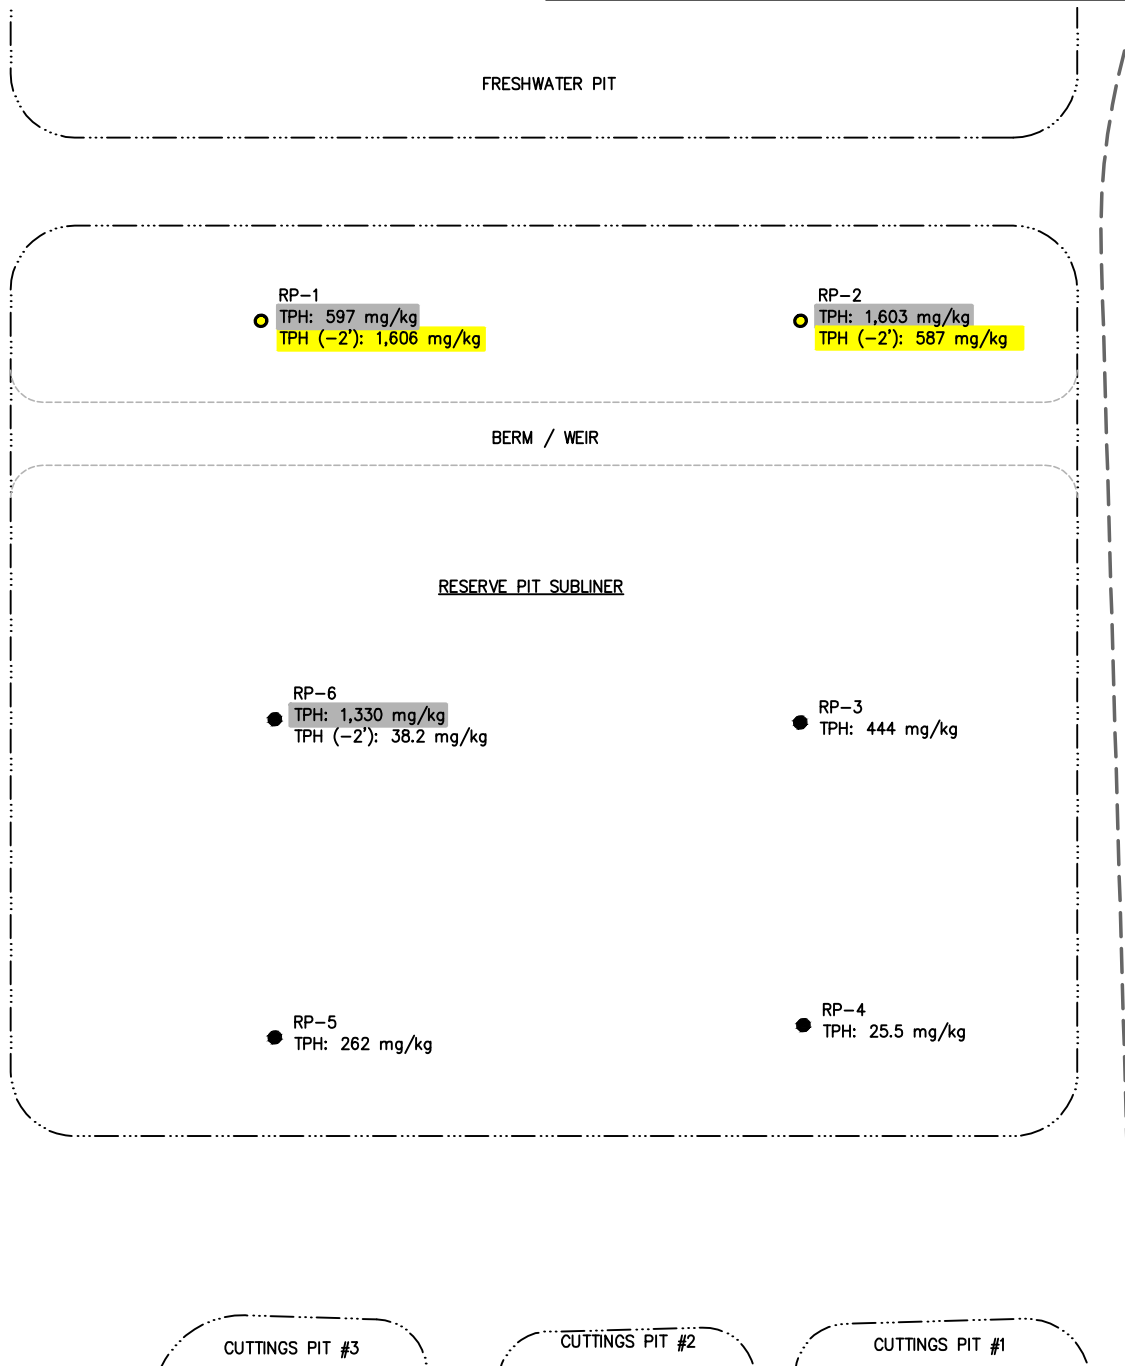 FRESHWATER PIT
RP-1
TPH: 597 mg/kg
TPH (-2'): 1,606 mg/kg
RP-2
TPH: 1,603 mg/kg
TPH (-2'): 587 mg/kg
BERM / WEIR
RESERVE PIT SUBLINER
RP-6
TPH: 1,330 mg/kg
TPH (-2'): 38.2 mg/kg
RP-3
TPH: 444 mg/kg
RP-5
TPH: 262 mg/kg
RP-4
TPH: 25.5 mg/kg
CUTTINGS PIT #3
CUTTINGS PIT #2
CUTTINGS PIT #1